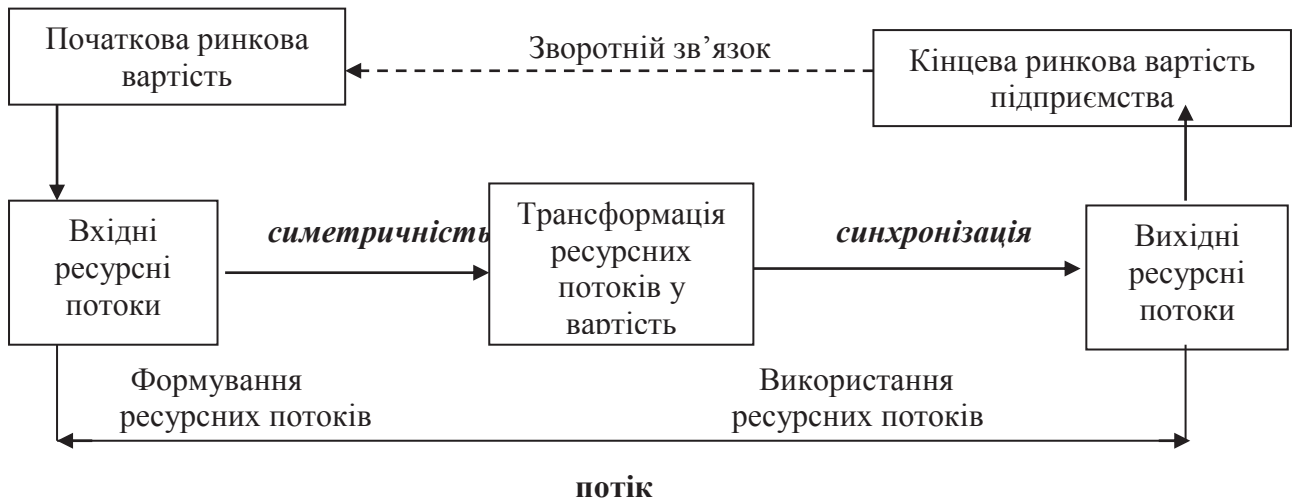 Початкова ринкова
вартість
Зворотній зв’язок
Кінцева ринкова вартість
підприємства
Вхідні
ресурсні
потоки
симетричність
Трансформація
ресурсних
потоків у
вартість
синхронізація
Вихідні
ресурсні
потоки
Формування
ресурсних потоків
Використання
ресурсних потоків
потік